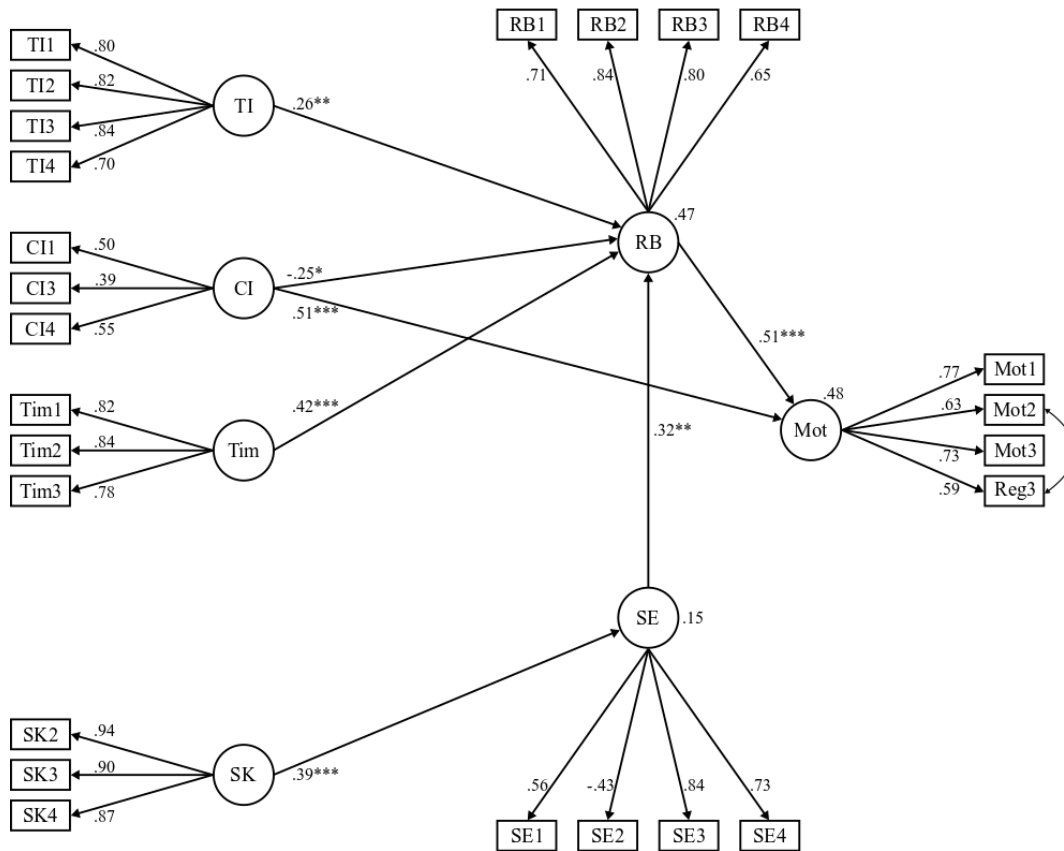 RB1 RB2 RB3 RB4
.71 .84 .80 .65
TI1 .80
TI2 .82
TI3 .84
TI4 .70
TI .26**
RB .47
CI1 .50
CI3 .39
CI4 .55
CI -.25*
.51***
.51***
Tim1 .82
Tim2 .84
Tim3 .78
Tim .42***
.32**
Mot .48
.77 Mot1
.63 Mot2
.73 Mot3
.59 Reg3
SE .15
SK2 .94
SK3 .90
SK4 .87
SK .39***
.56 -.43 .84 .73
SE1 SE2 SE3 SE4